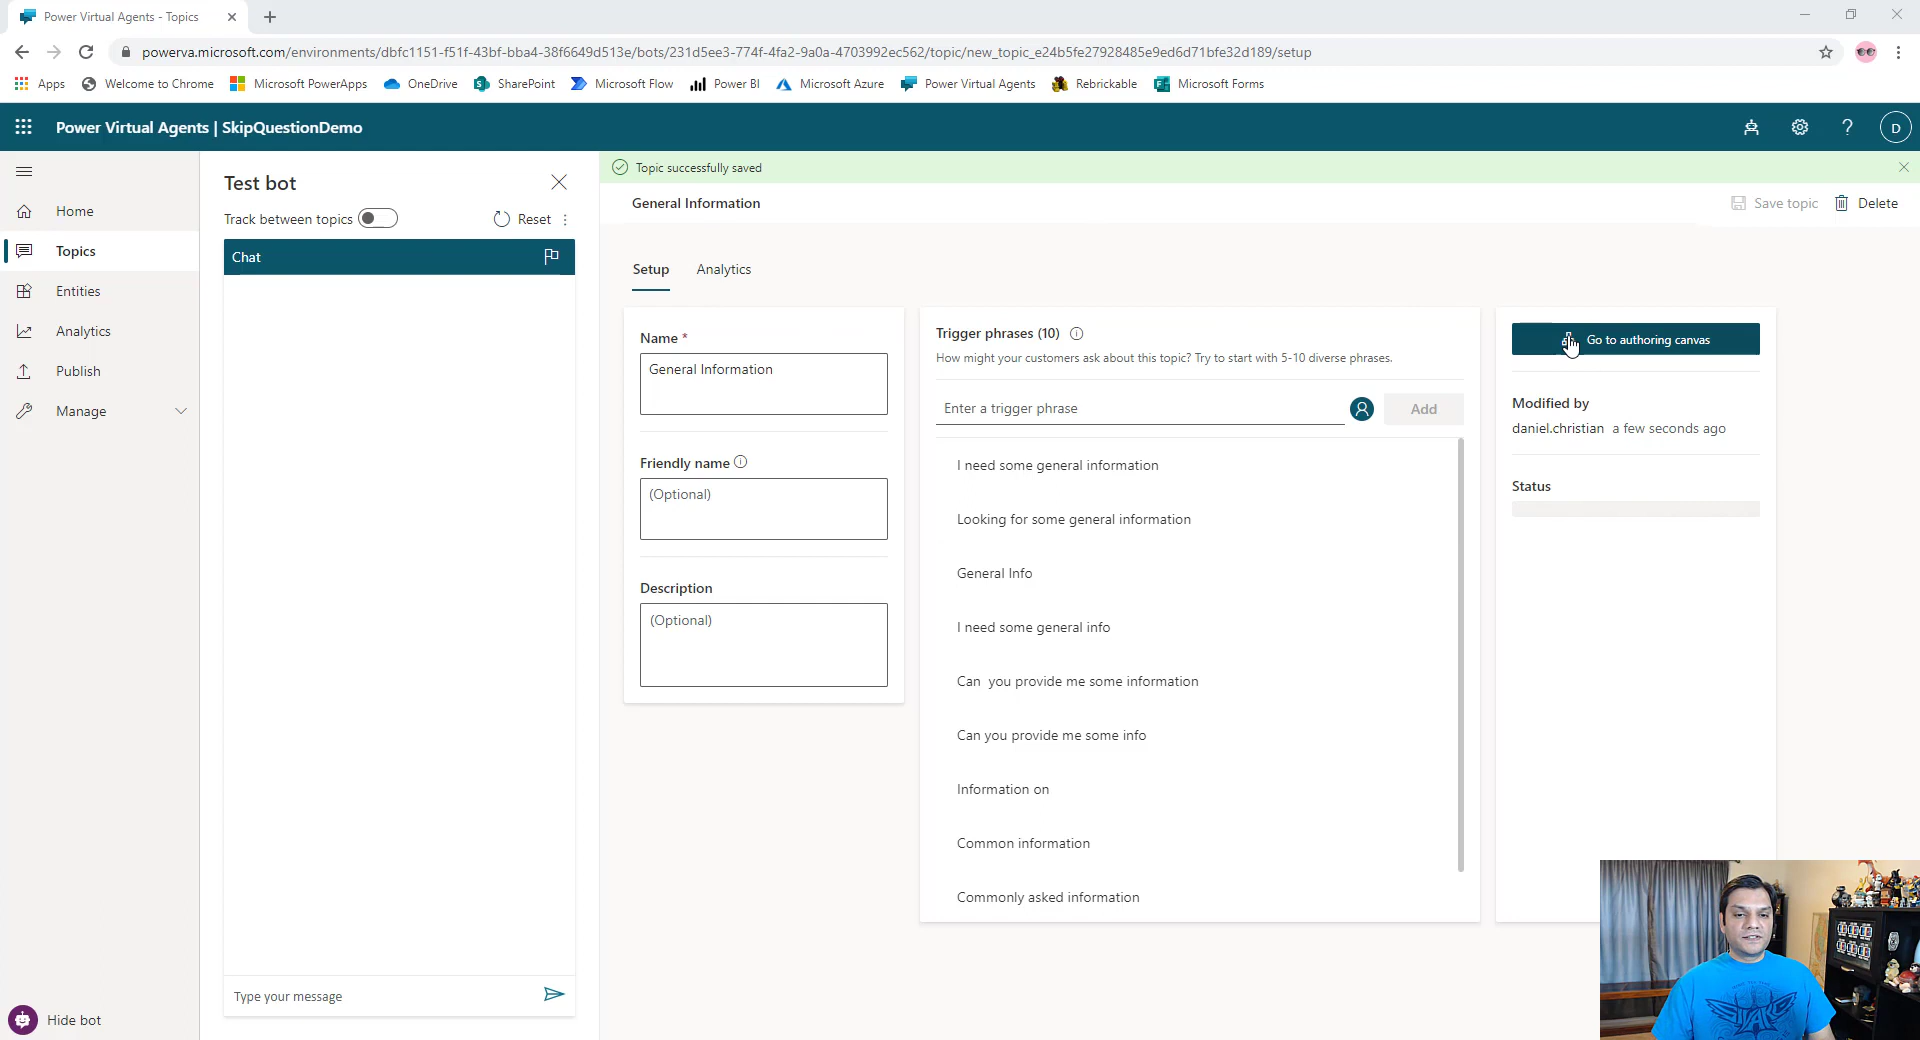 Power Virtual Agents - Topics
powerva.microsoft.com/environments/dbfc1151-f51f-43bf-bba4-38f6649d513e/bots/231d5ee3-774f-4fa2-9a0a-4703992ec562/topic/new_topic_e24b5fe27928485e9ed6d71bfe32d189/setup
Apps
Welcome to Chrome
Microsoft PowerApps
OneDrive
SharePoint
Microsoft Flow
Power BI
Microsoft Azure
Power Virtual Agents
Rebrickable
Microsoft Forms
Power Virtual Agents | SkipQuestionDemo
D
Home
Topics
Entities
Analytics
Publish
Manage
Hide bot
Test bot
Track between topics
Reset
Chat
Type your message
Topic successfully saved
General Information
Save topic
Delete
Setup
Analytics
Name *
General Information
Friendly name
(Optional)
Description
(Optional)
Trigger phrases (10)
How might your customers ask about this topic? Try to start with 5-10 diverse phrases.
Enter a trigger phrase
Add
I need some general information
Looking for some general information
General Info
I need some general info
Can  you provide me some information
Can you provide me some info
Information on
Common information
Commonly asked information
Go to authoring canvas
Modified by
daniel.christian a few seconds ago
Status